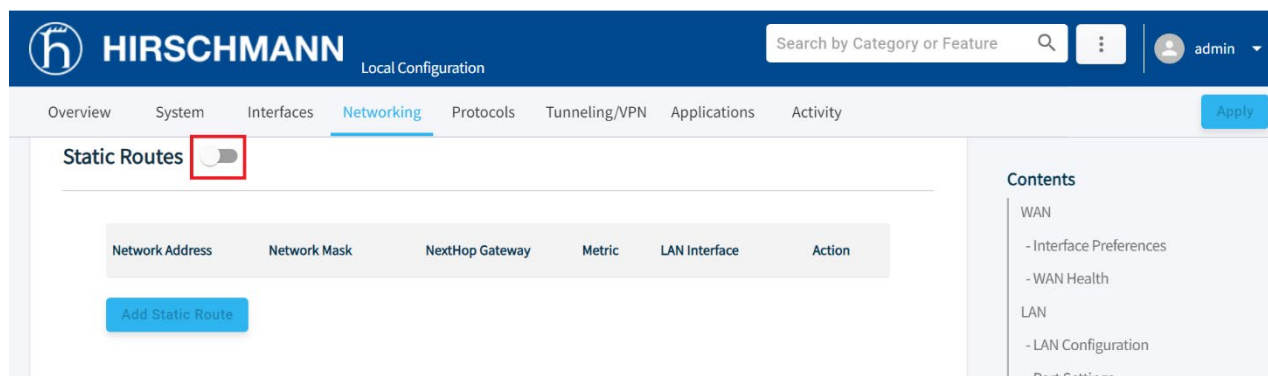 HIRSCHMANN
Local Configuration
Search by Category or Feature
admin
Overview System Interfaces Networking Protocols Tunneling/VPN Applications Activity Apply
Static Routes
Network Address Network Mask NextHop Gateway Metric LAN Interface Action
Add Static Route
Contents
WAN
- Interface Preferences
- WAN Health
LAN
- LAN Configuration